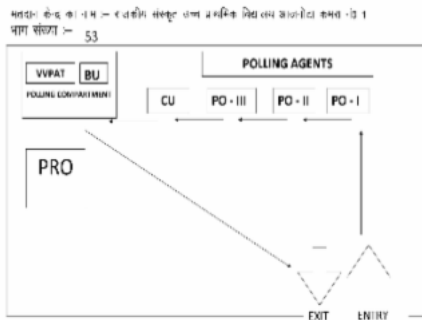 मतदान केन्द्र का नाम :- राजकीय संस्कृत उच्च प्राथमिक विद्यालय कमरा 1
भाग संख्या :- 53
POLLING AGENTS
VVPAT BU
POLLING COMPARTMENT
CU PO - III PO - II PO - I
PRO
EXIT ENTRY